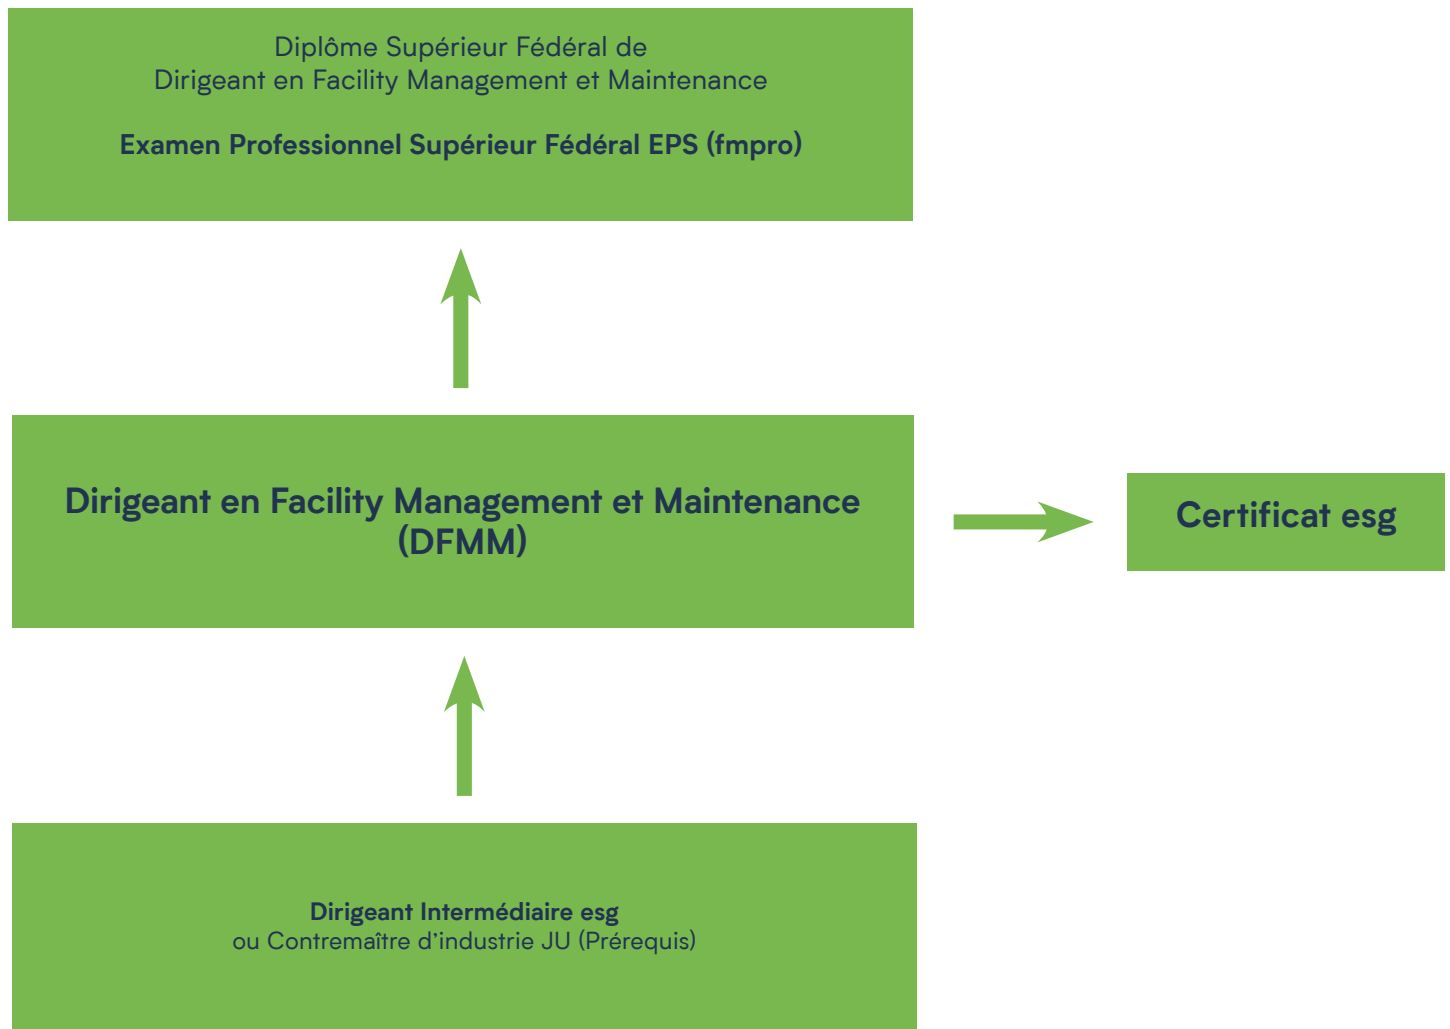 Diplôme Supérieur Fédéral de
Dirigeant en Facility Management et Maintenance
Examen Professionnel Supérieur Fédéral EPS (fmpro)
Dirigeant en Facility Management et Maintenance
(DFMM)
Certificat esg
Dirigeant Intermédiaire esg
ou Contremaître d'industrie JU (Prérequis)